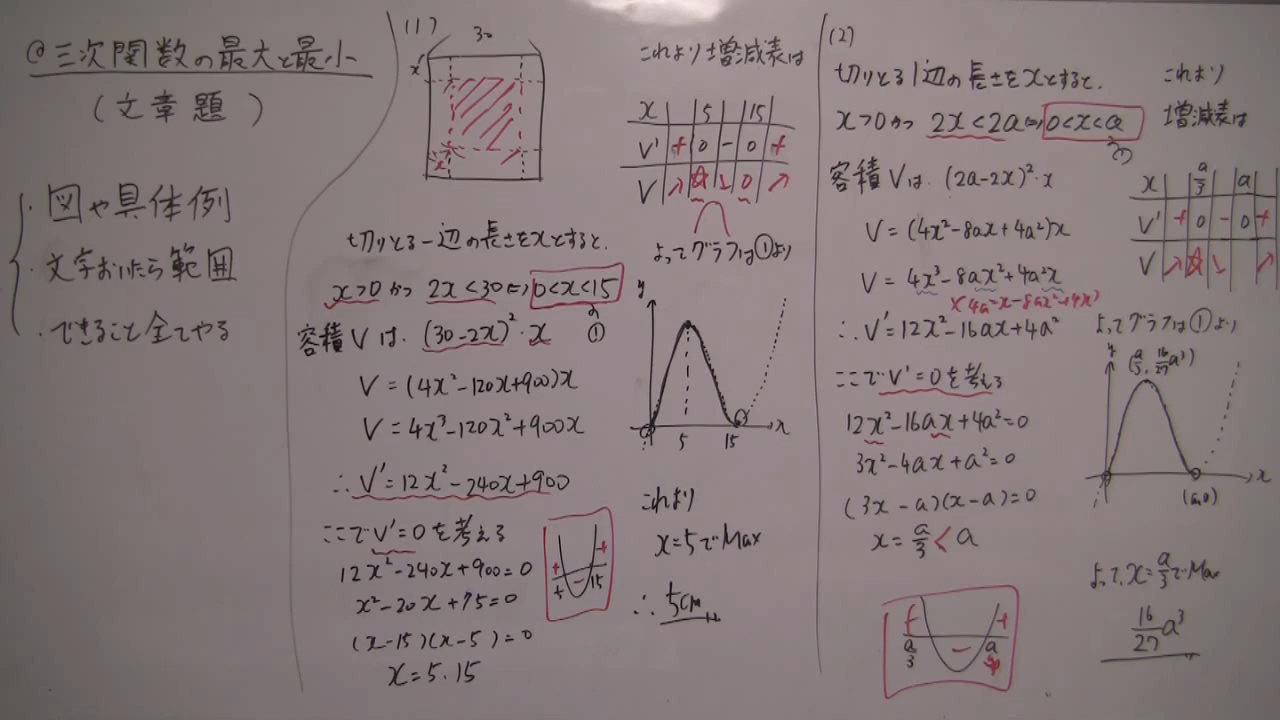 @三次関数の最大と最小
(文章題)
・図や具体例
・文字おいたら範囲
・できること全てやる
(1)
30
x
x
切りとる一辺の長さをxとすると、
x>0かつ 2x<30⇔0<x<15
①
容積Vは、(30-2x)²・x
V=(4x²-120x+900)x
V=4x³-120x²+900x
∴V'=12x²-240x+900
ここでV'=0を考える
12x²-240x+900=0
x²-20x+75=0
(x-15)(x-5)=0
x=5.15
+ - +
5 15
これより増減表は
x 5 15
V' + 0 - 0 +
V ↗ ↘ 0 ↗
よってグラフは①より
y
5 15 x
これより
x=5でMax
∴5cm
(2)
切りとる1辺の長さをxとすると、
x>0かつ 2x<2a⇔0<x<a
容積Vは、(2a-2x)²・x
V=(4x²-8ax+4a²)x
V=4x³-8ax²+4a²x
∴V'=12x²-16ax+4a²
ここでV'=0を考える
12x²-16ax+4a²=0
3x²-4ax+a²=0
(3x-a)(x-a)=0
x=a/3<a
+ - +
a/3 a
これより
増減表は
x a/3 a
V' + 0 - 0 +
V ↗ ↘ ↗
よってグラフは①より
y
(a/3, 16/27a³)
(a,0)
x
よって、x=a/3でMax
16/27a³